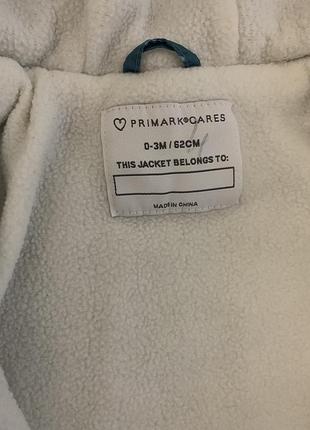 ♡ PRIMARK®CARES
0-3M / 62CM
THIS JACKET BELONGS TO:
MADE IN CHINA